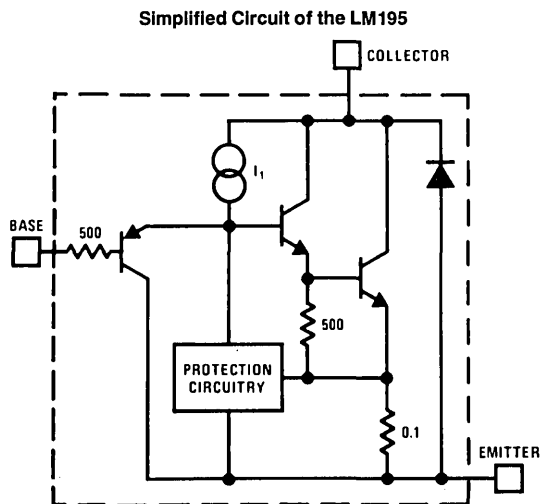 Simplified Circuit of the LM195
COLLECTOR
I₁
BASE
500
500
PROTECTION
CIRCUITRY
0.1
EMITTER